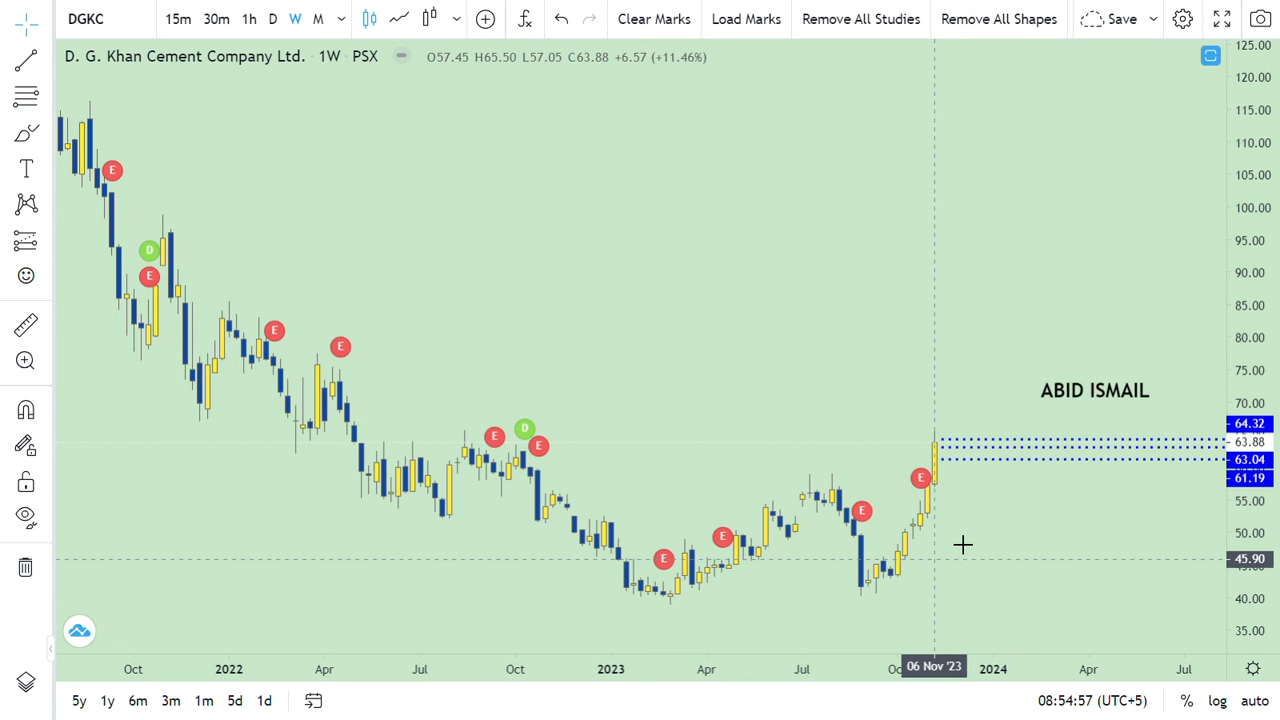 DGKC 15m 30m 1h D W M Clear Marks Load Marks Remove All Studies Remove All Shapes Save
D. G. Khan Cement Company Ltd. · 1W · PSX O57.45 H65.50 L57.05 C63.88 +6.57 (+11.46%)
125.00
120.00
115.00
110.00
105.00
100.00
95.00
90.00
85.00
80.00
75.00
70.00
64.32
63.88
63.04
61.19
55.00
50.00
45.90
40.00
35.00
E
D
E
E
E
ABID ISMAIL
E
D
E
E
E
E
E
Oct 2022 Apr Jul Oct 2023 Apr Jul 06 Nov '23 2024 Apr Jul
5y 1y 6m 3m 1m 5d 1d 08:54:57 (UTC+5) % log auto